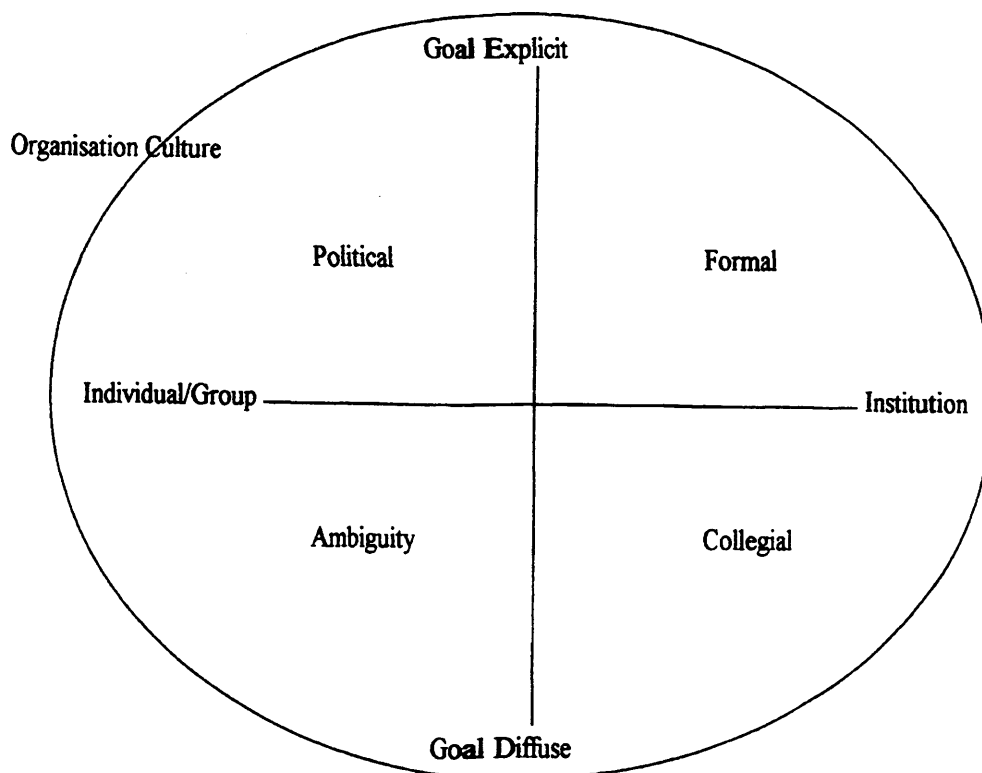 Goal Explicit
Organisation Culture
Political
Formal
Individual/Group
Institution
Ambiguity
Collegial
Goal Diffuse